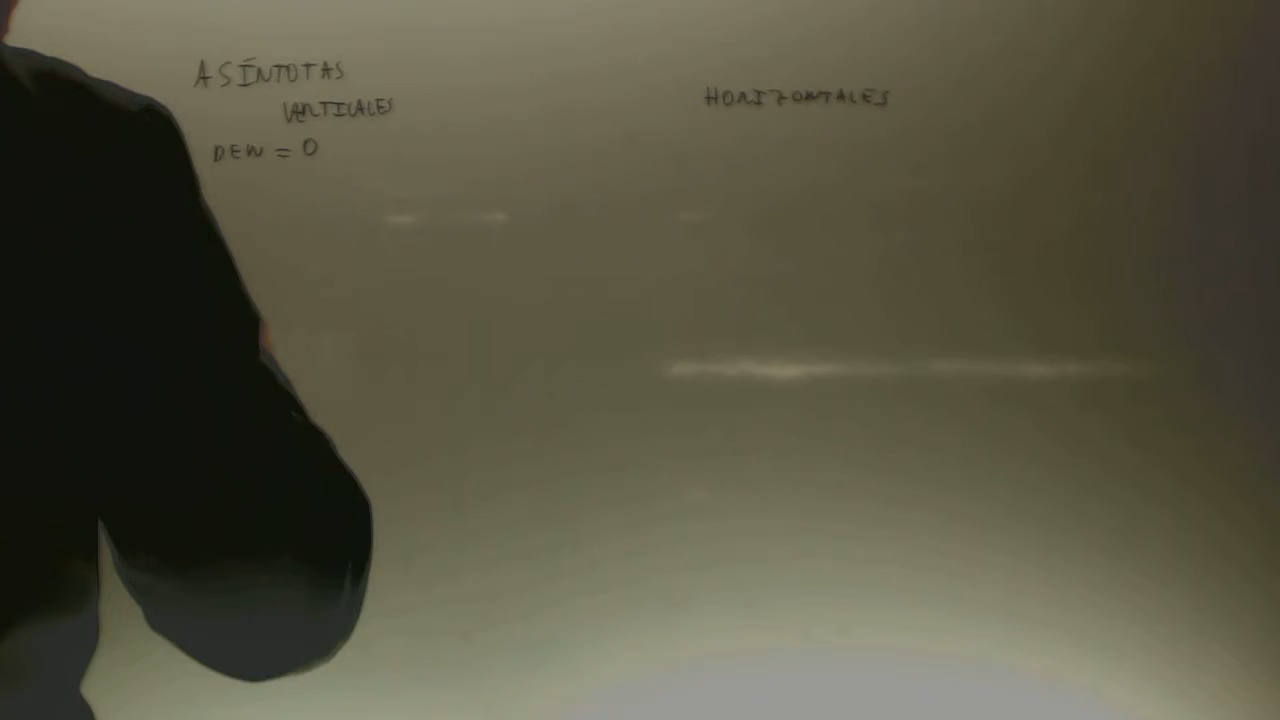 ASÍNTOTAS
VERTICALES
DEN = 0
HORIZONTALES